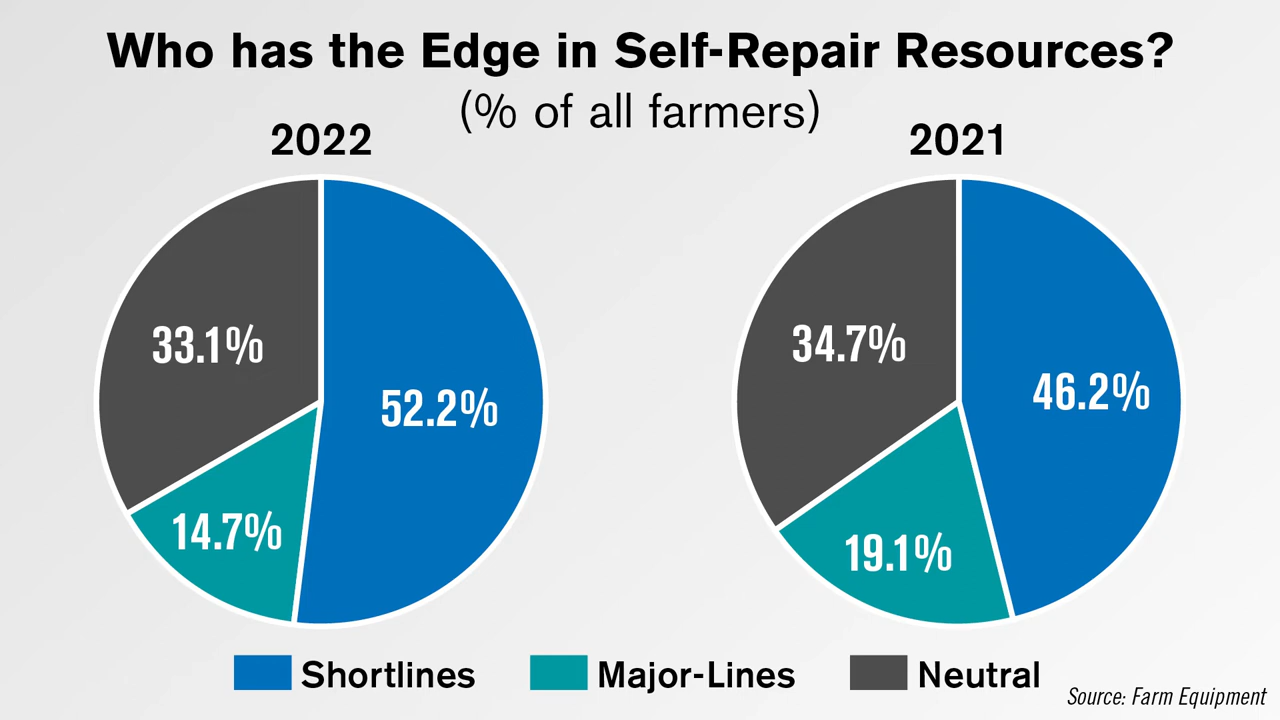 Who has the Edge in Self-Repair Resources?
(% of all farmers)
2022
2021
33.1%
52.2%
14.7%
34.7%
46.2%
19.1%
Shortlines
Major-Lines
Neutral
Source: Farm Equipment